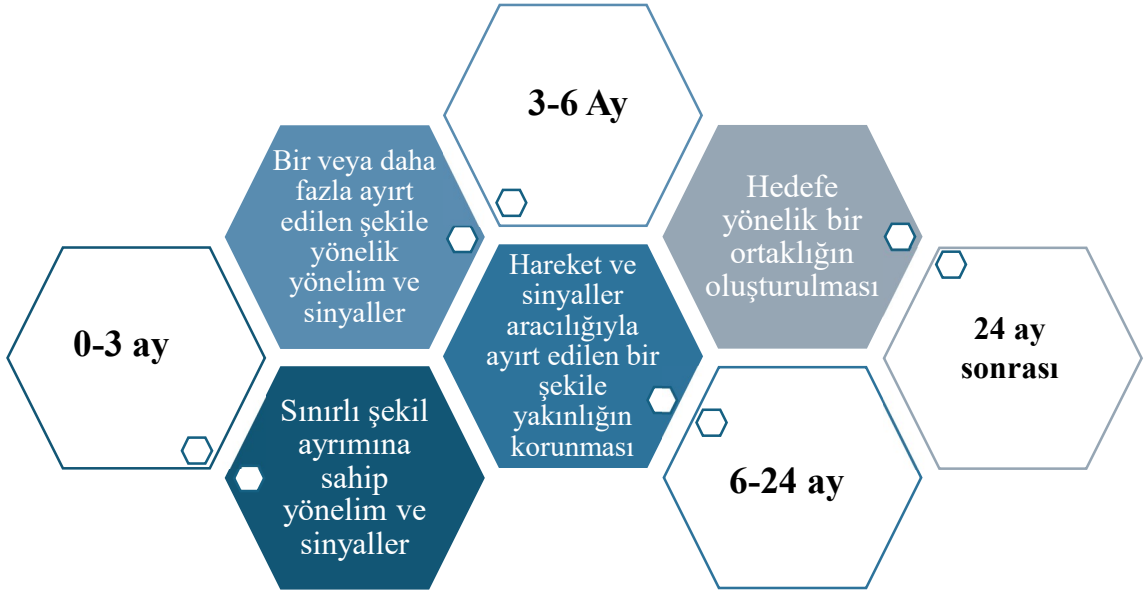 0-3 ay
Sınırlı şekil
ayrımına
sahip
yönelim ve
sinyaller
3-6 Ay
Bir veya daha
fazla ayırt
edilen şekile
yönelik
yönelim ve
sinyaller
6-24 ay
Hareket ve
sinyaller
aracılığıyla
ayırt edilen bir
şekile
yakınlığın
korunması
24 ay
sonrası
Hedefe
yönelik bir
ortaklığın
oluşturulması